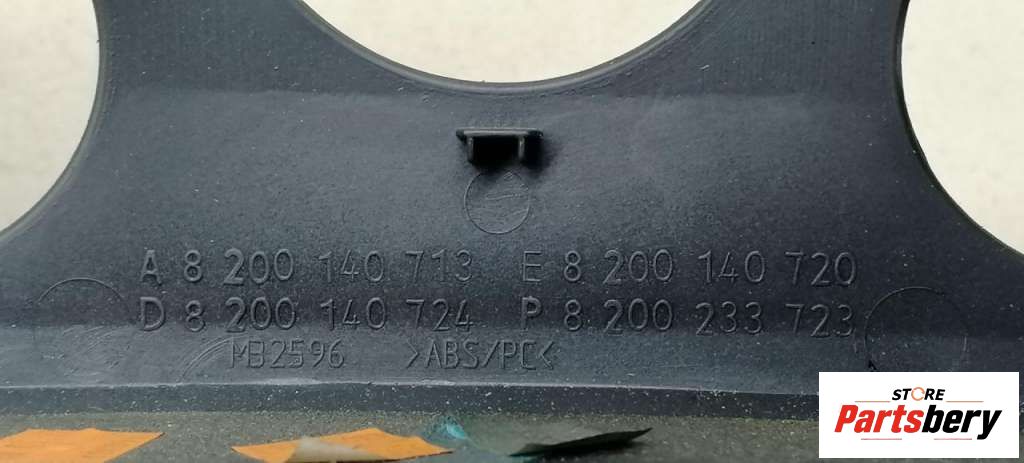 A 8 200 140 713 E 8 200 140 720
D 8 200 140 724 P 8 200 233 723
MB2596 >ABS/PC<
STORE
Partsbery